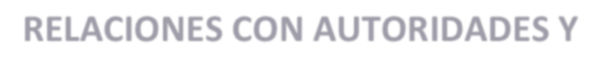 RELACIONES CON AUTORIDADES Y